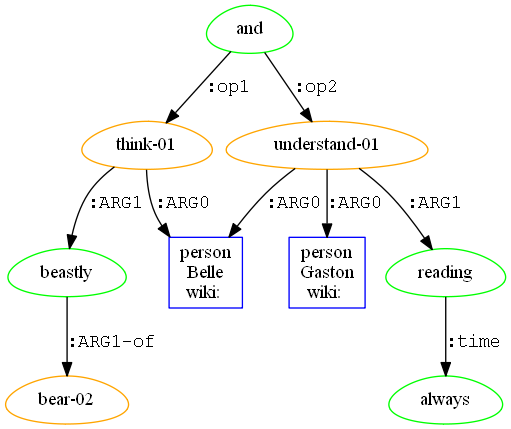 and
:op1
:op2
think-01
understand-01
:ARG1
:ARG0
:ARG0
:ARG0
:ARG1
beastly
person
Belle
wiki:
person
Gaston
wiki:
reading
:ARG1-of
:time
bear-02
always